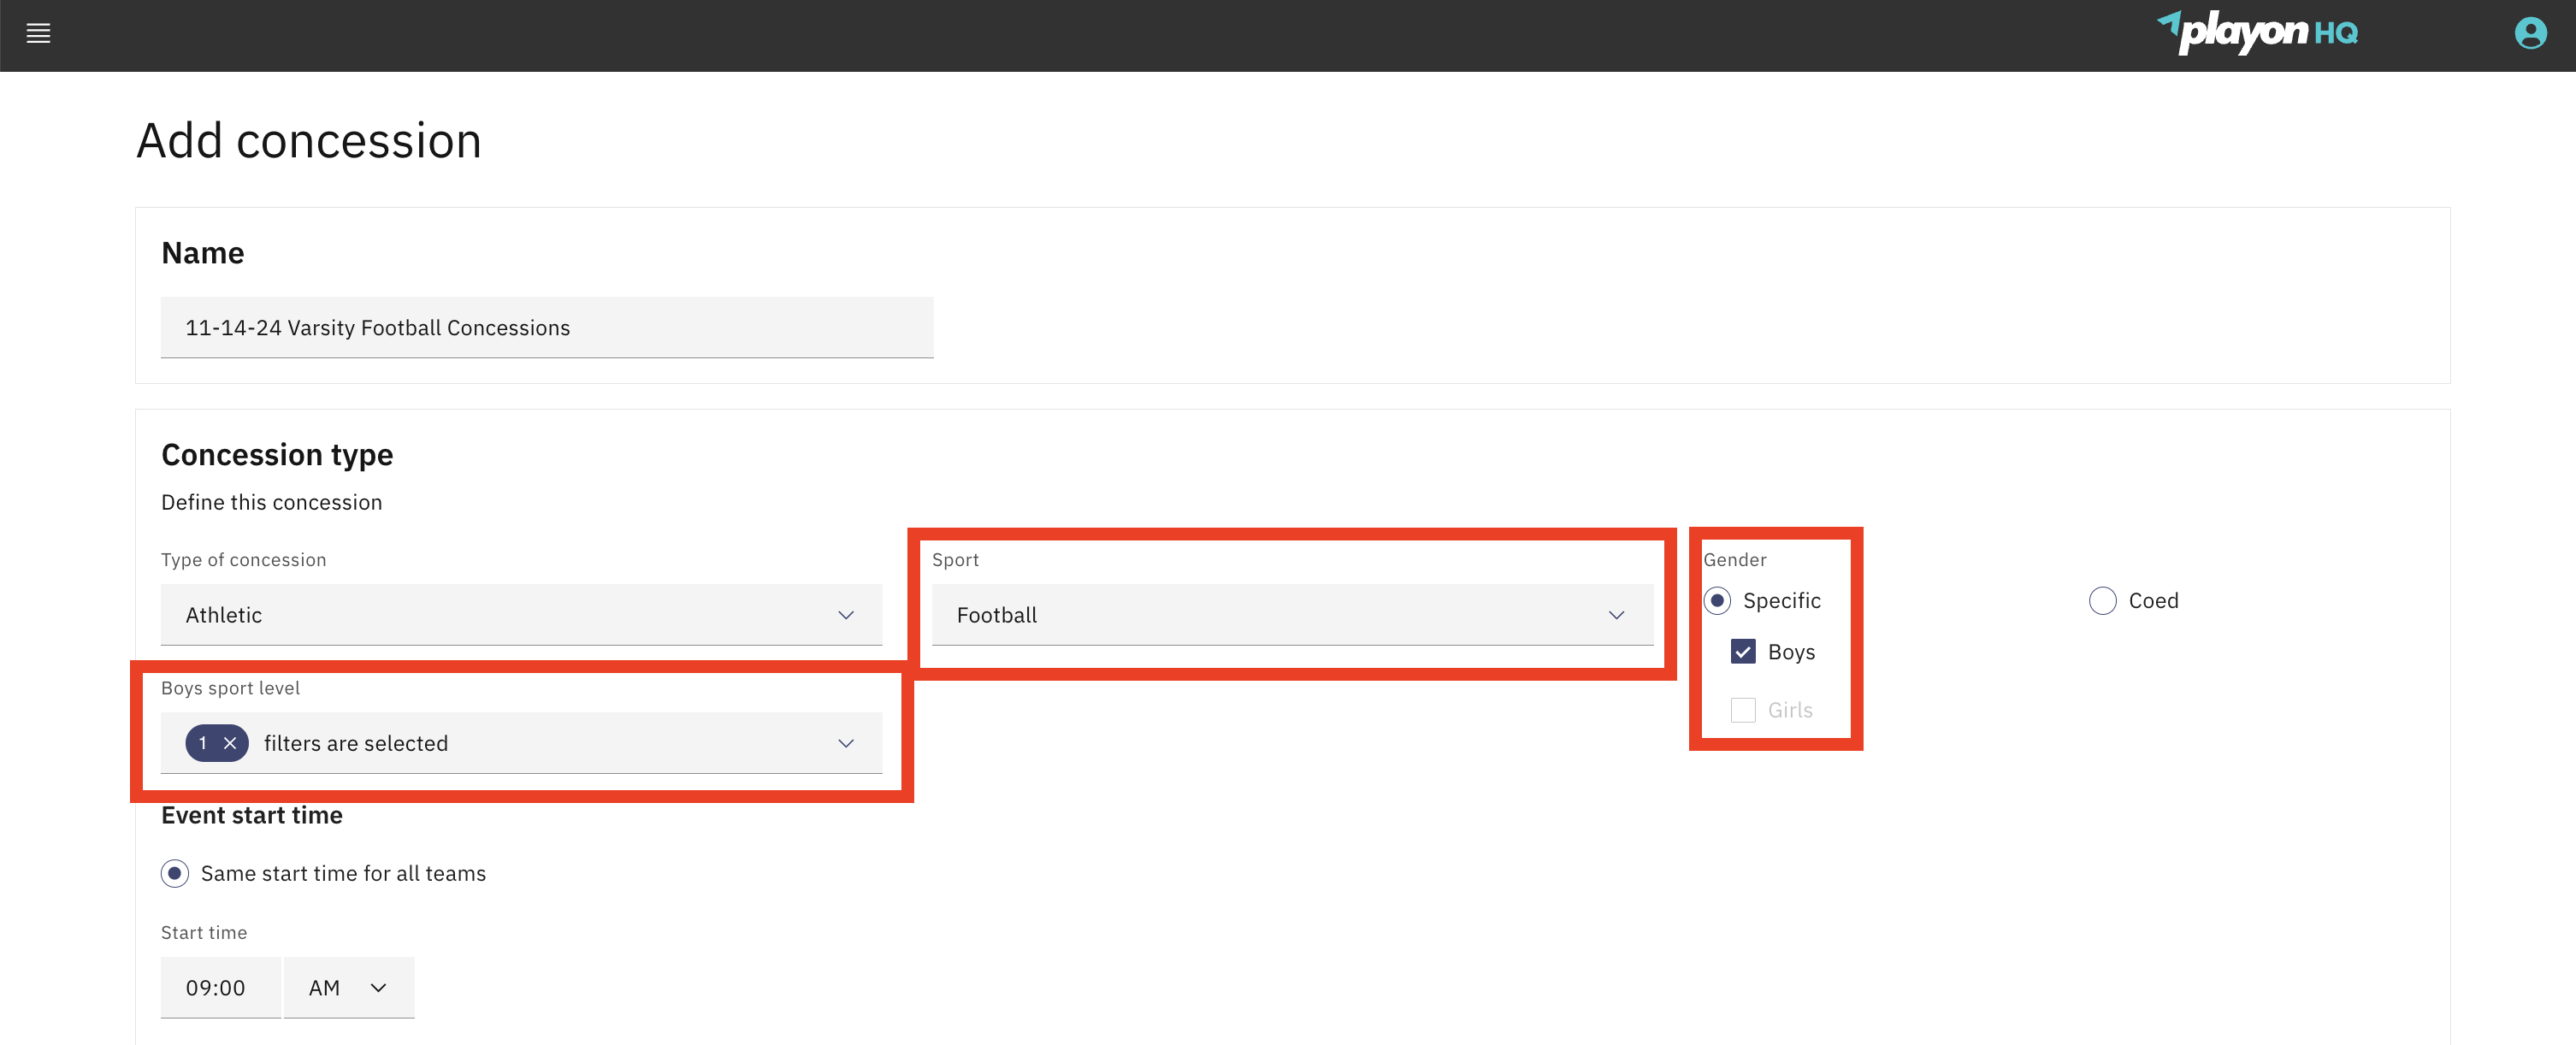 playon HQ
Add concession
Name
11-14-24 Varsity Football Concessions
Concession type
Define this concession
Type of concession
Athletic
Sport
Football
Gender
Specific
Coed
Boys
Girls
Boys sport level
1 filters are selected
Event start time
Same start time for all teams
Start time
09:00 AM